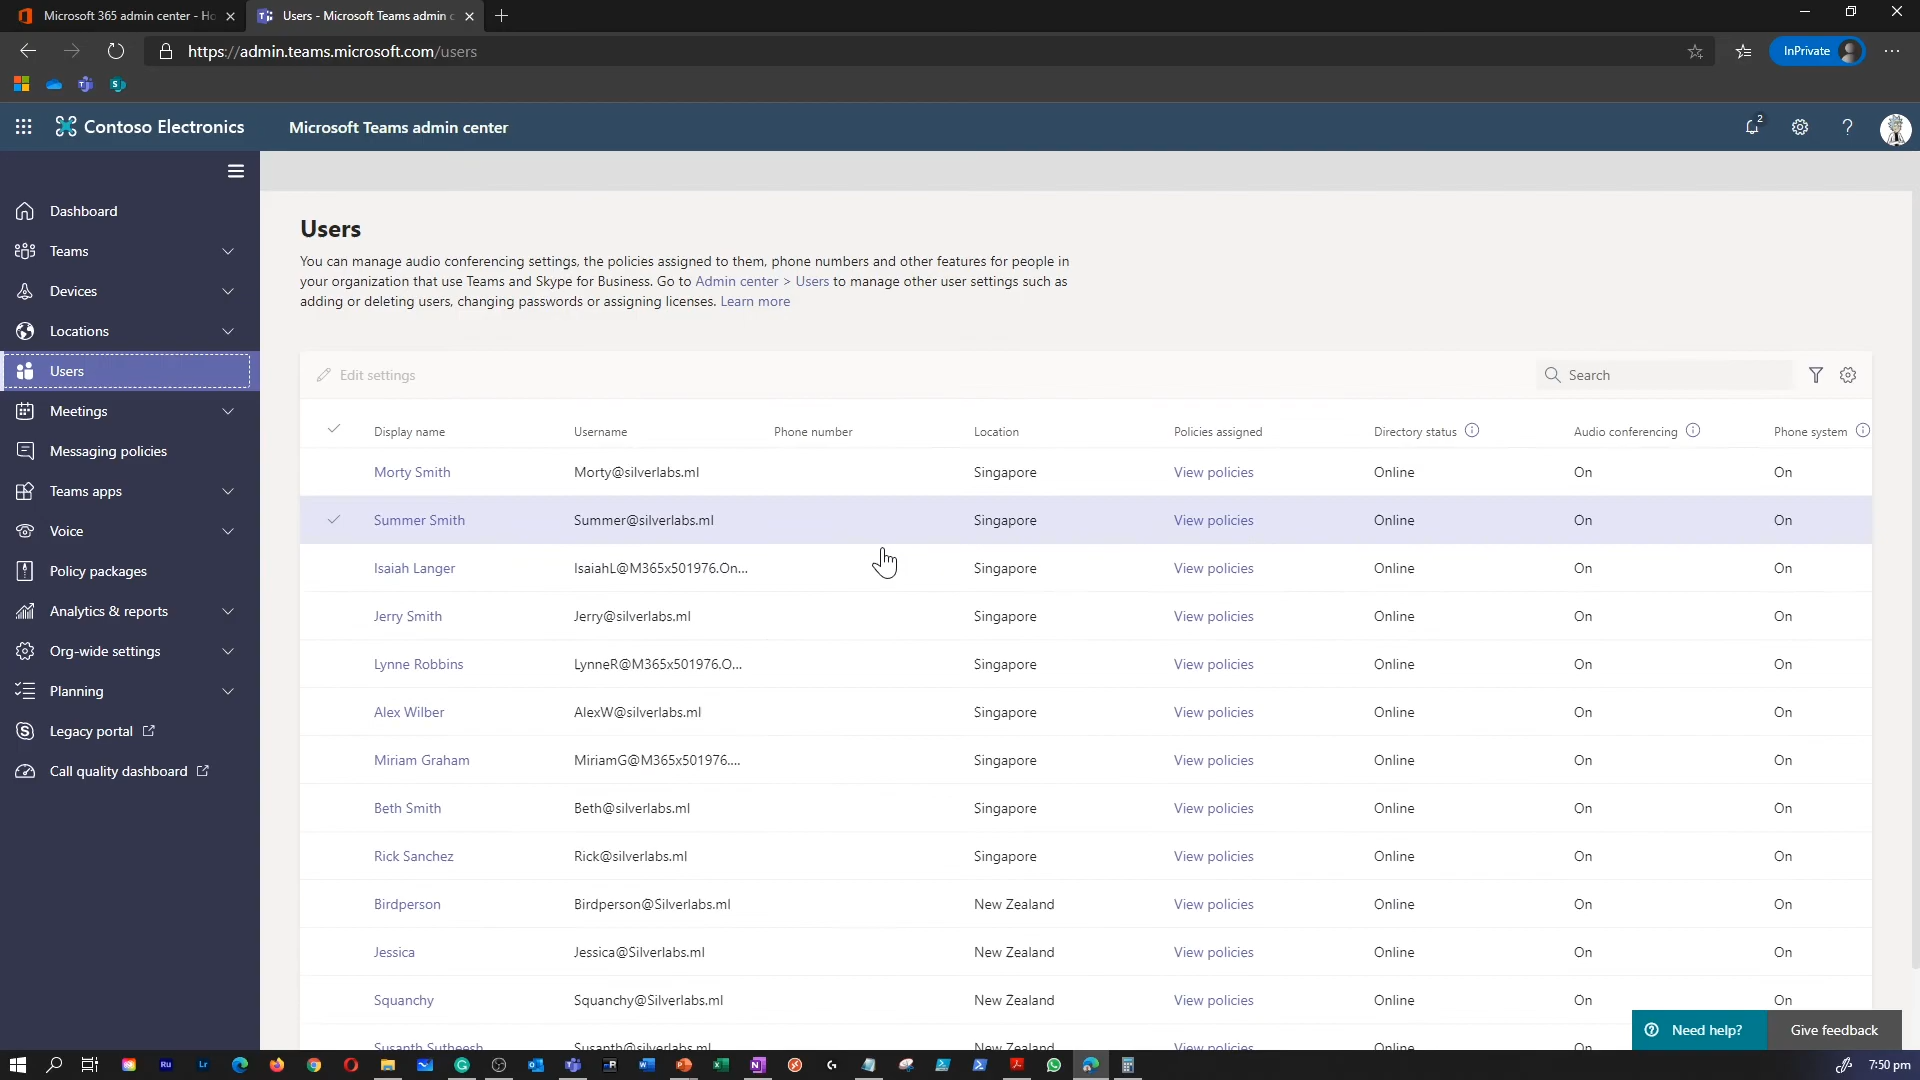 Microsoft 365 admin center - Ho
Users - Microsoft Teams admin c
https://admin.teams.microsoft.com/users
InPrivate
Contoso Electronics
Microsoft Teams admin center
2
Dashboard
Teams
Devices
Locations
Users
Meetings
Messaging policies
Teams apps
Voice
Policy packages
Analytics & reports
Org-wide settings
Planning
Legacy portal
Call quality dashboard
Users
You can manage audio conferencing settings, the policies assigned to them, phone numbers and other features for people in
your organization that use Teams and Skype for Business. Go to Admin center > Users to manage other user settings such as
adding or deleting users, changing passwords or assigning licenses. Learn more
Edit settings
Search
Display name Username Phone number Location Policies assigned Directory status Audio conferencing Phone system
Morty Smith Morty@silverlabs.ml Singapore View policies Online On On
Summer Smith Summer@silverlabs.ml Singapore View policies Online On On
Isaiah Langer IsaiahL@M365x501976.On... Singapore View policies Online On On
Jerry Smith Jerry@silverlabs.ml Singapore View policies Online On On
Lynne Robbins LynneR@M365x501976.O... Singapore View policies Online On On
Alex Wilber AlexW@silverlabs.ml Singapore View policies Online On On
Miriam Graham MiriamG@M365x501976.... Singapore View policies Online On On
Beth Smith Beth@silverlabs.ml Singapore View policies Online On On
Rick Sanchez Rick@silverlabs.ml Singapore View policies Online On On
Birdperson Birdperson@Silverlabs.ml New Zealand View policies Online On On
Jessica Jessica@Silverlabs.ml New Zealand View policies Online On On
Squanchy Squanchy@Silverlabs.ml New Zealand View policies Online On On
Susanth Sutheesh Susanth@silverlabs.ml New Zealand View policies Online On On
Need help?
Give feedback
Ru
Lr
7:50 pm